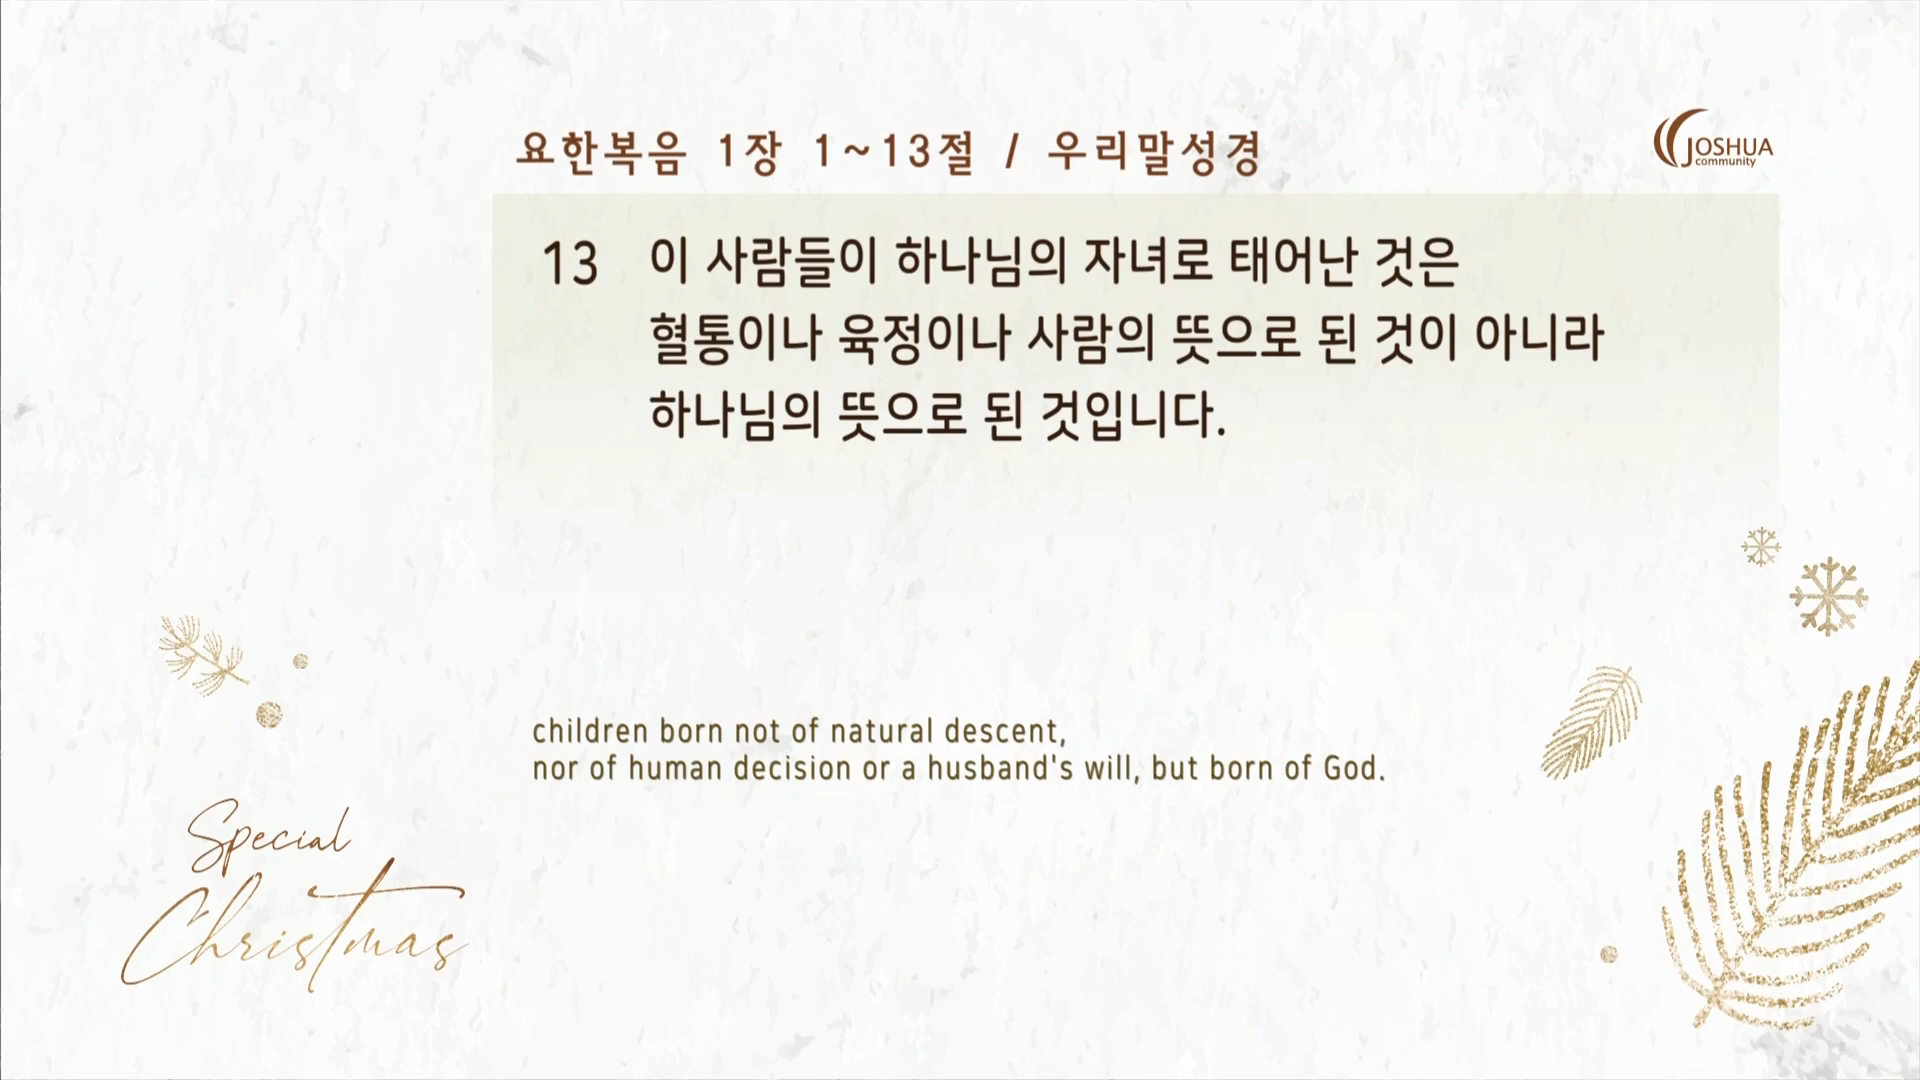 요한복음 1장 1~13절 / 우리말성경
JOSHUA
community
13 이 사람들이 하나님의 자녀로 태어난 것은
혈통이나 육정이나 사람의 뜻으로 된 것이 아니라
하나님의 뜻으로 된 것입니다.
children born not of natural descent,
nor of human decision or a husband's will, but born of God.
Special
Christmas